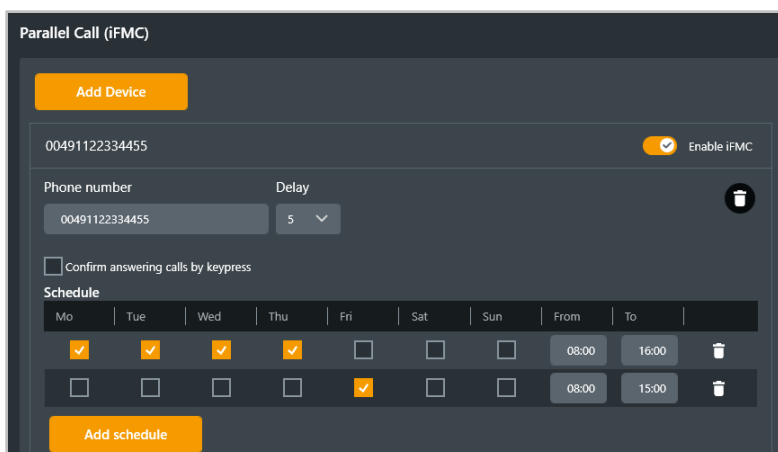 Parallel Call (iFMC)
Add Device
00491122334455 Enable iFMC
Phone number Delay
00491122334455 5
Confirm answering calls by keypress
Schedule
Mo Tue Wed Thu Fri Sat Sun From To
08:00 16:00
08:00 15:00
Add schedule